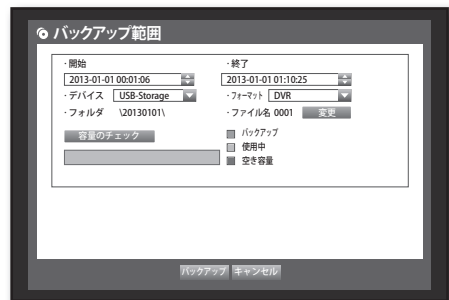 バックアップ範囲
·開始 ·終了
2013-01-01 00:01:06 2013-01-01 01:10:25
·デバイス USB-Storage ·フォーマット DVR
·フォルダ \20130101\ ·ファイル名 0001 変更
容量のチェック バックアップ
使用中
空き容量
バックアップ キャンセル